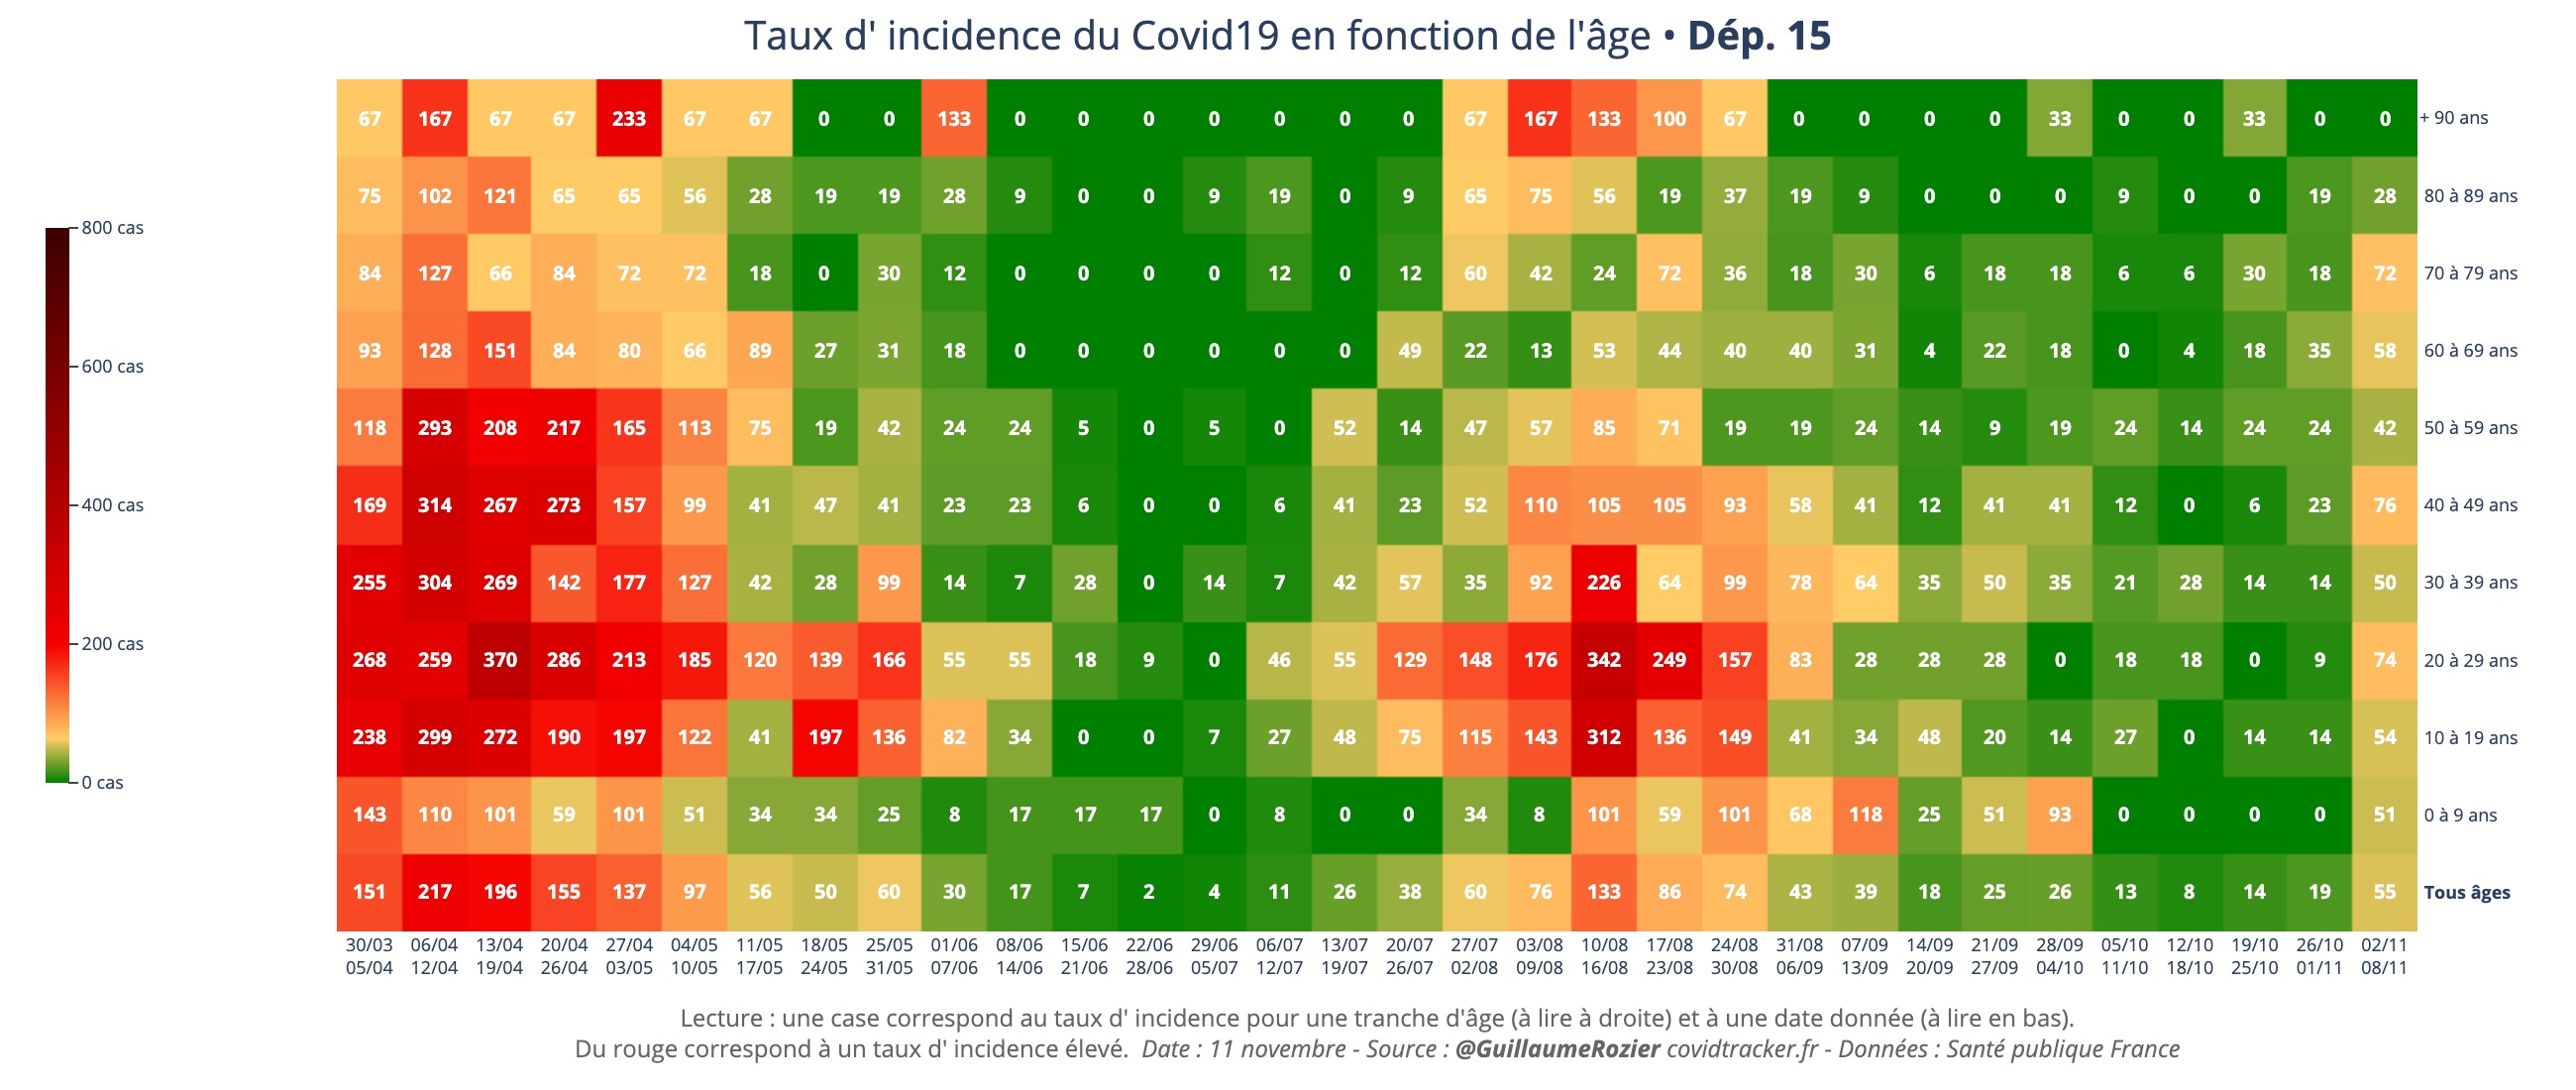 Taux d' incidence du Covid19 en fonction de l'âge • Dép. 15
67 167 67 67 233 67 67 0 0 133 0 0 0 0 0 0 0 67 167 133 100 67 0 0 0 0 33 0 0 33 0 0 + 90 ans
75 102 121 65 65 56 28 19 19 28 9 0 0 9 19 0 9 65 75 56 19 37 19 9 0 0 0 9 0 0 19 28 80 à 89 ans
800 cas
84 127 66 84 72 72 18 0 30 12 0 0 0 0 12 0 12 60 42 24 72 36 18 30 6 18 18 6 6 30 18 72 70 à 79 ans
93 128 151 84 80 66 89 27 31 18 0 0 0 0 0 0 49 22 13 53 44 40 40 31 4 22 18 0 4 18 35 58 60 à 69 ans
600 cas
118 293 208 217 165 113 75 19 42 24 24 5 0 5 0 52 14 47 57 85 71 19 19 24 14 9 19 24 14 24 24 42 50 à 59 ans
400 cas
169 314 267 273 157 99 41 47 41 23 23 6 0 0 6 41 23 52 110 105 105 93 58 41 12 41 41 12 0 6 23 76 40 à 49 ans
255 304 269 142 177 127 42 28 99 14 7 28 0 14 7 42 57 35 92 226 64 99 78 64 35 50 35 21 28 14 14 50 30 à 39 ans
200 cas
268 259 370 286 213 185 120 139 166 55 55 18 9 0 46 55 129 148 176 342 249 157 83 28 28 28 0 18 18 0 9 74 20 à 29 ans
238 299 272 190 197 122 41 197 136 82 34 0 0 7 27 48 75 115 143 312 136 149 41 34 48 20 14 27 0 14 14 54 10 à 19 ans
0 cas
143 110 101 59 101 51 34 34 25 8 17 17 17 0 8 0 0 34 8 101 59 101 68 118 25 51 93 0 0 0 0 51 0 à 9 ans
151 217 196 155 137 97 56 50 60 30 17 7 2 4 11 26 38 60 76 133 86 74 43 39 18 25 26 13 8 14 19 55 Tous âges
30/03 06/04 13/04 20/04 27/04 04/05 11/05 18/05 25/05 01/06 08/06 15/06 22/06 29/06 06/07 13/07 20/07 27/07 03/08 10/08 17/08 24/08 31/08 07/09 14/09 21/09 28/09 05/10 12/10 19/10 26/10 02/11
05/04 12/04 19/04 26/04 03/05 10/05 17/05 24/05 31/05 07/06 14/06 21/06 28/06 05/07 12/07 19/07 26/07 02/08 09/08 16/08 23/08 30/08 06/09 13/09 20/09 27/09 04/10 11/10 18/10 25/10 01/11 08/11
Lecture : une case correspond au taux d' incidence pour une tranche d'âge (à lire à droite) et à une date donnée (à lire en bas).
Du rouge correspond à un taux d' incidence élevé. Date : 11 novembre - Source : @GuillaumeRozier covidtracker.fr - Données : Santé publique France